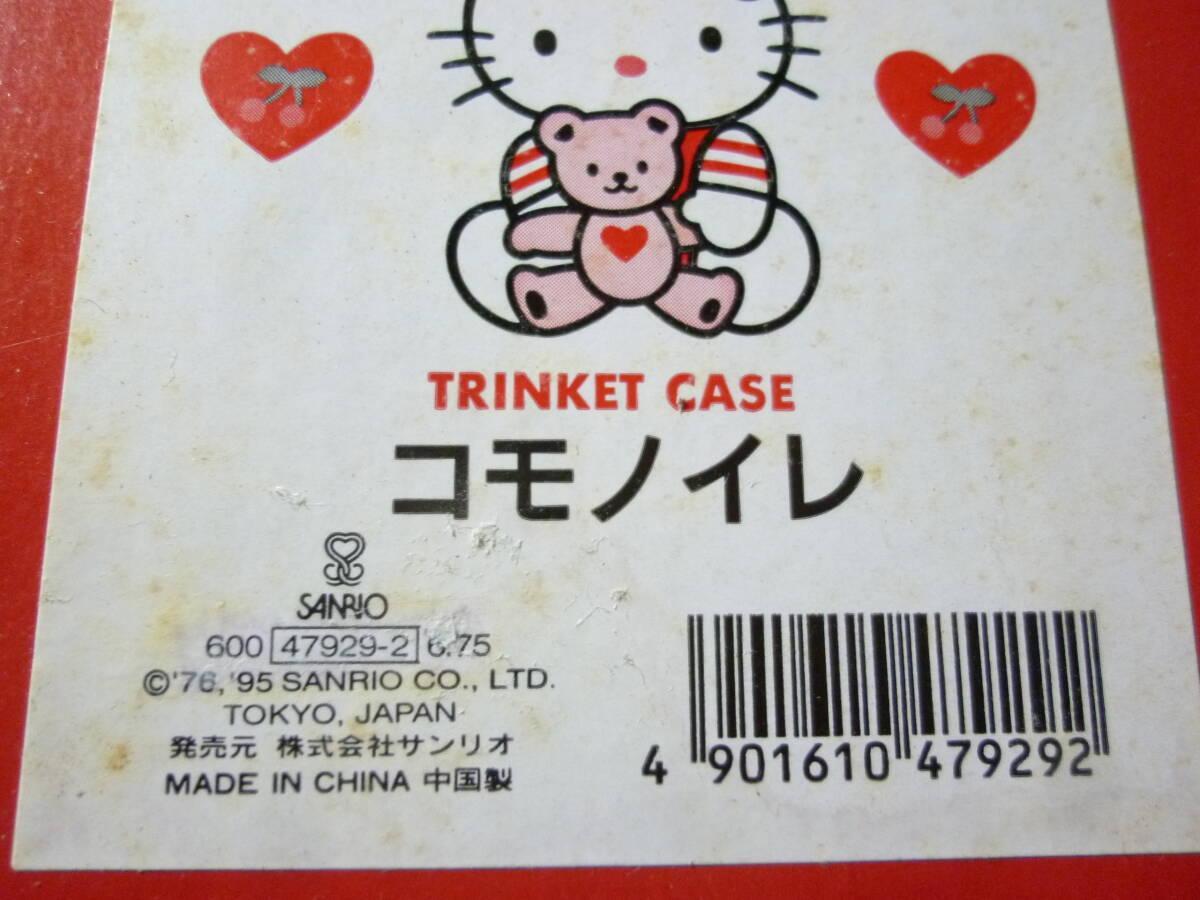 TRINKET CASE
コモノイレ
SANRIO
600 47929-2 6.75
©'76,'95 SANRIO CO., LTD.
TOKYO, JAPAN
発売元 株式会社サンリオ
MADE IN CHINA 中国製
4 901610 479292